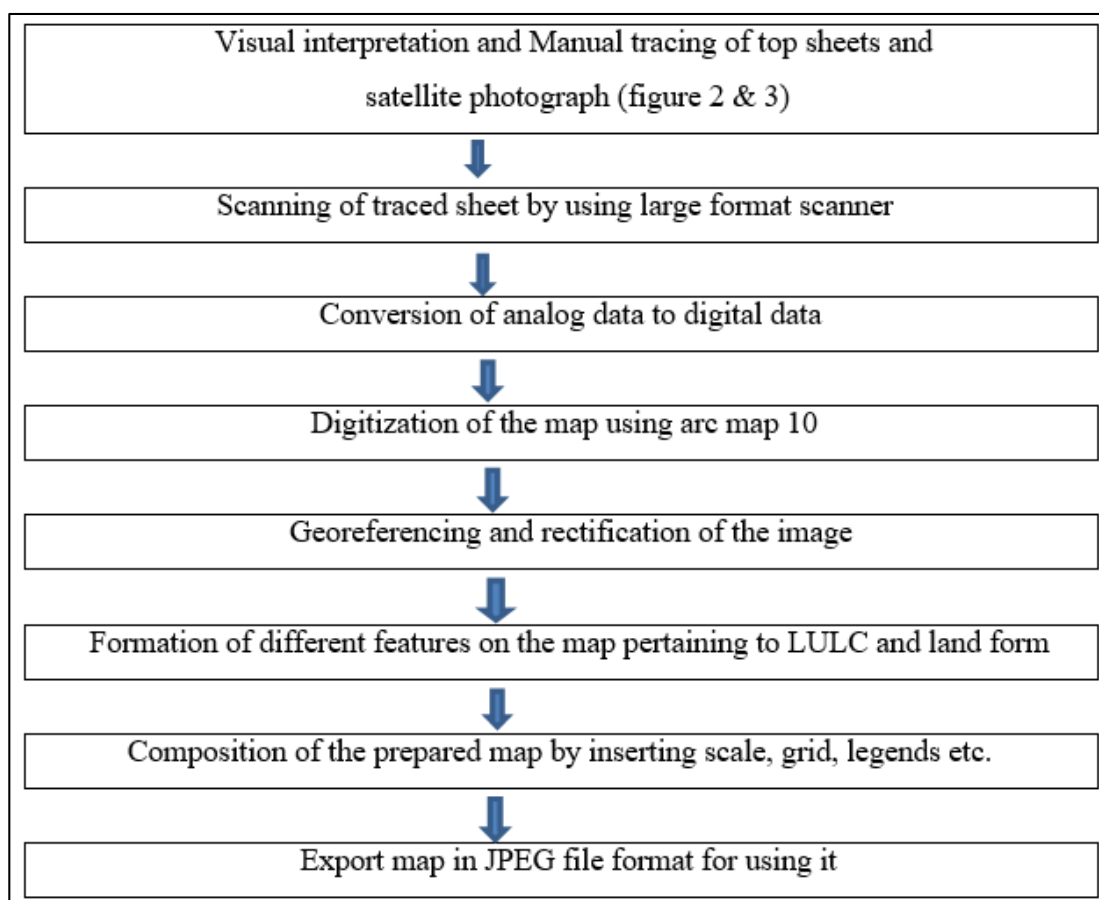 Visual interpretation and Manual tracing of top sheets and
satellite photograph (figure 2 & 3)
Scanning of traced sheet by using large format scanner
Conversion of analog data to digital data
Digitization of the map using arc map 10
Georeferencing and rectification of the image
Formation of different features on the map pertaining to LULC and land form
Composition of the prepared map by inserting scale, grid, legends etc.
Export map in JPEG file format for using it